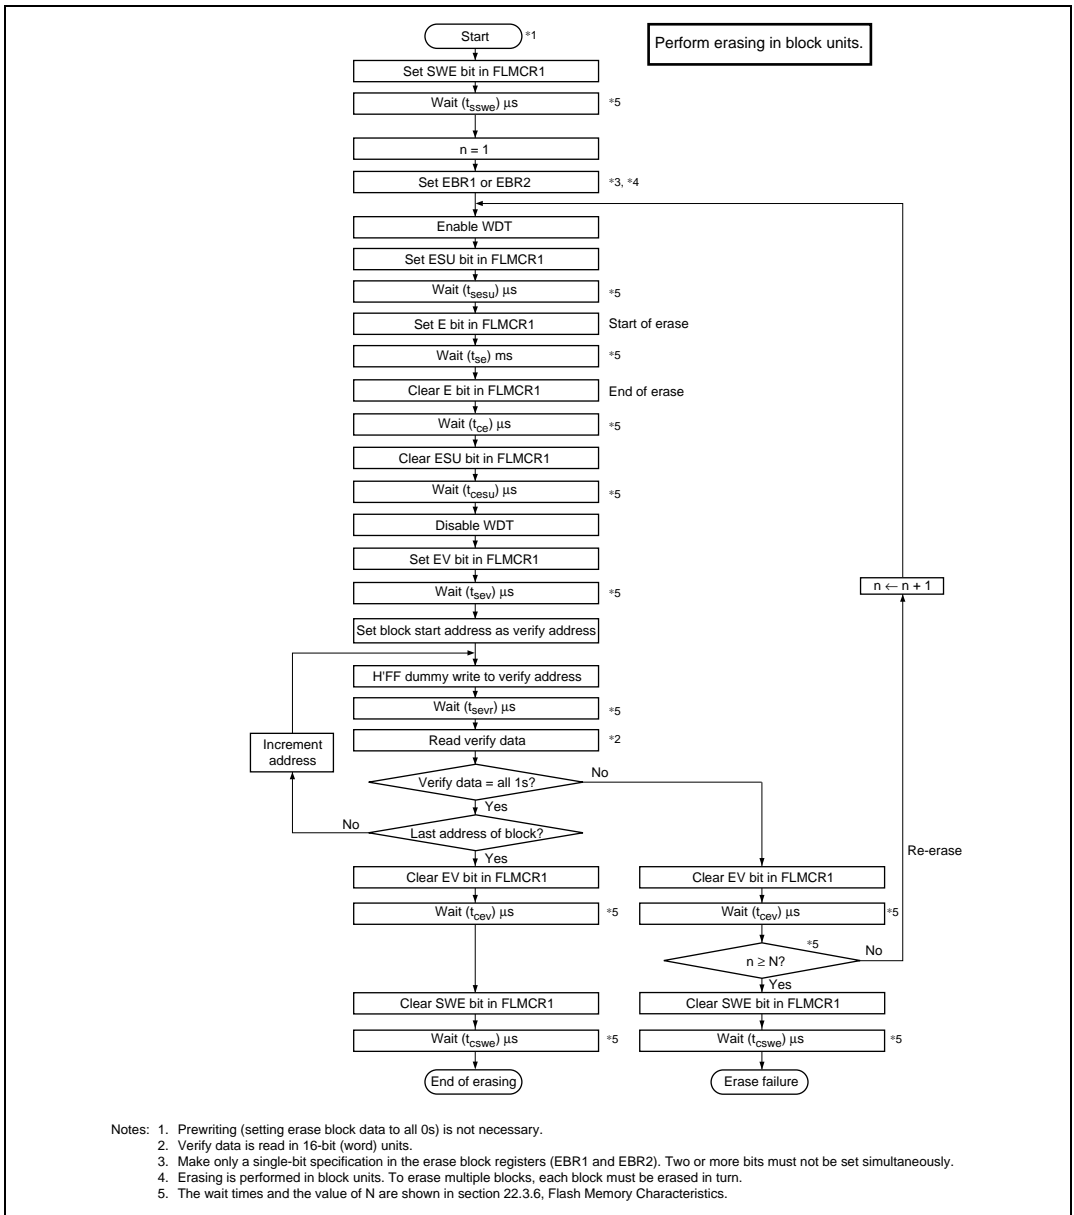 Start *1
Perform erasing in block units.
Set SWE bit in FLMCR1
Wait (tsswe) μs *5
n = 1
Set EBR1 or EBR2 *3, *4
Enable WDT
Set ESU bit in FLMCR1
Wait (tsesu) μs *5
Set E bit in FLMCR1 Start of erase
Wait (tse) ms *5
Clear E bit in FLMCR1 End of erase
Wait (tce) μs *5
Clear ESU bit in FLMCR1
Wait (tcesu) μs *5
Disable WDT
Set EV bit in FLMCR1
Wait (tsev) μs *5
n ← n + 1
Set block start address as verify address
H'FF dummy write to verify address
Wait (tsevr) μs *5
Read verify data *2
Increment
address
Verify data = all 1s? No
Yes
No Last address of block?
Yes
Re-erase
Clear EV bit in FLMCR1 Clear EV bit in FLMCR1
Wait (tcev) μs *5 Wait (tcev) μs *5
*5
n ≥ N? No
Yes
Clear SWE bit in FLMCR1 Clear SWE bit in FLMCR1
Wait (tcswe) μs *5 Wait (tcswe) μs *5
End of erasing Erase failure
Notes: 1. Prewriting (setting erase block data to all 0s) is not necessary.
2. Verify data is read in 16-bit (word) units.
3. Make only a single-bit specification in the erase block registers (EBR1 and EBR2). Two or more bits must not be set simultaneously.
4. Erasing is performed in block units. To erase multiple blocks, each block must be erased in turn.
5. The wait times and the value of N are shown in section 22.3.6, Flash Memory Characteristics.